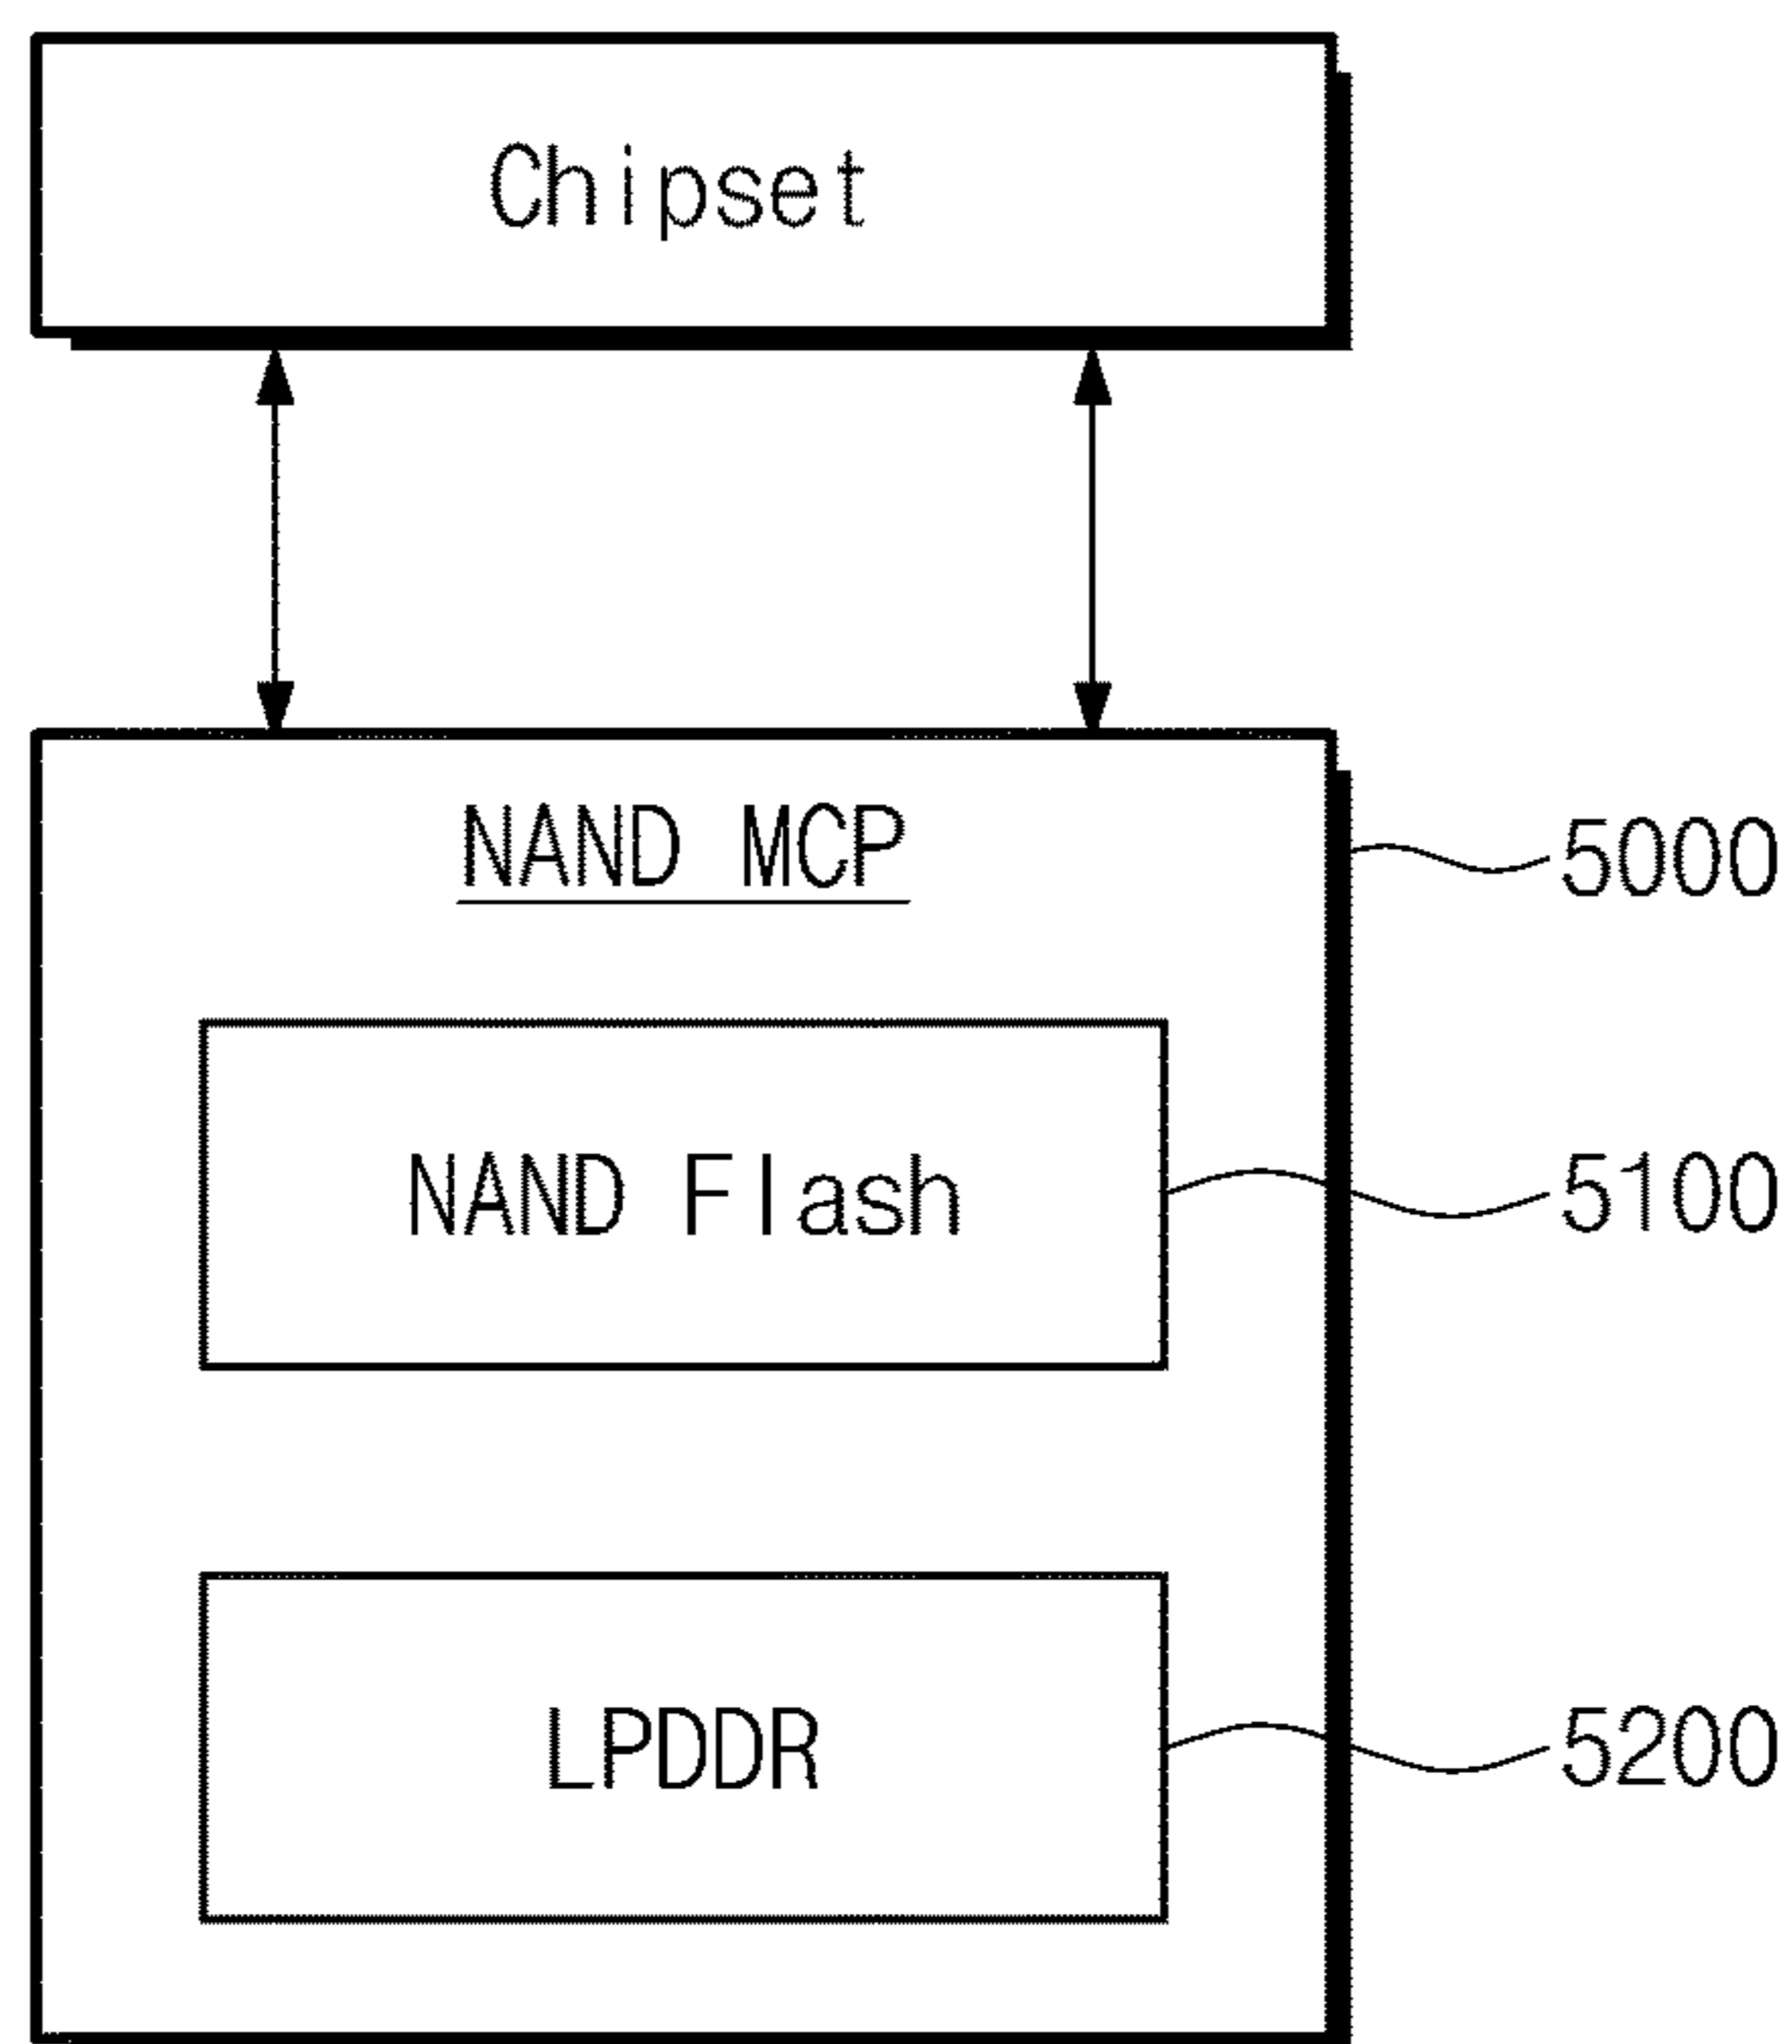 Chipset
NAND MCP
5000
NAND Flash
5100
LPDDR
5200